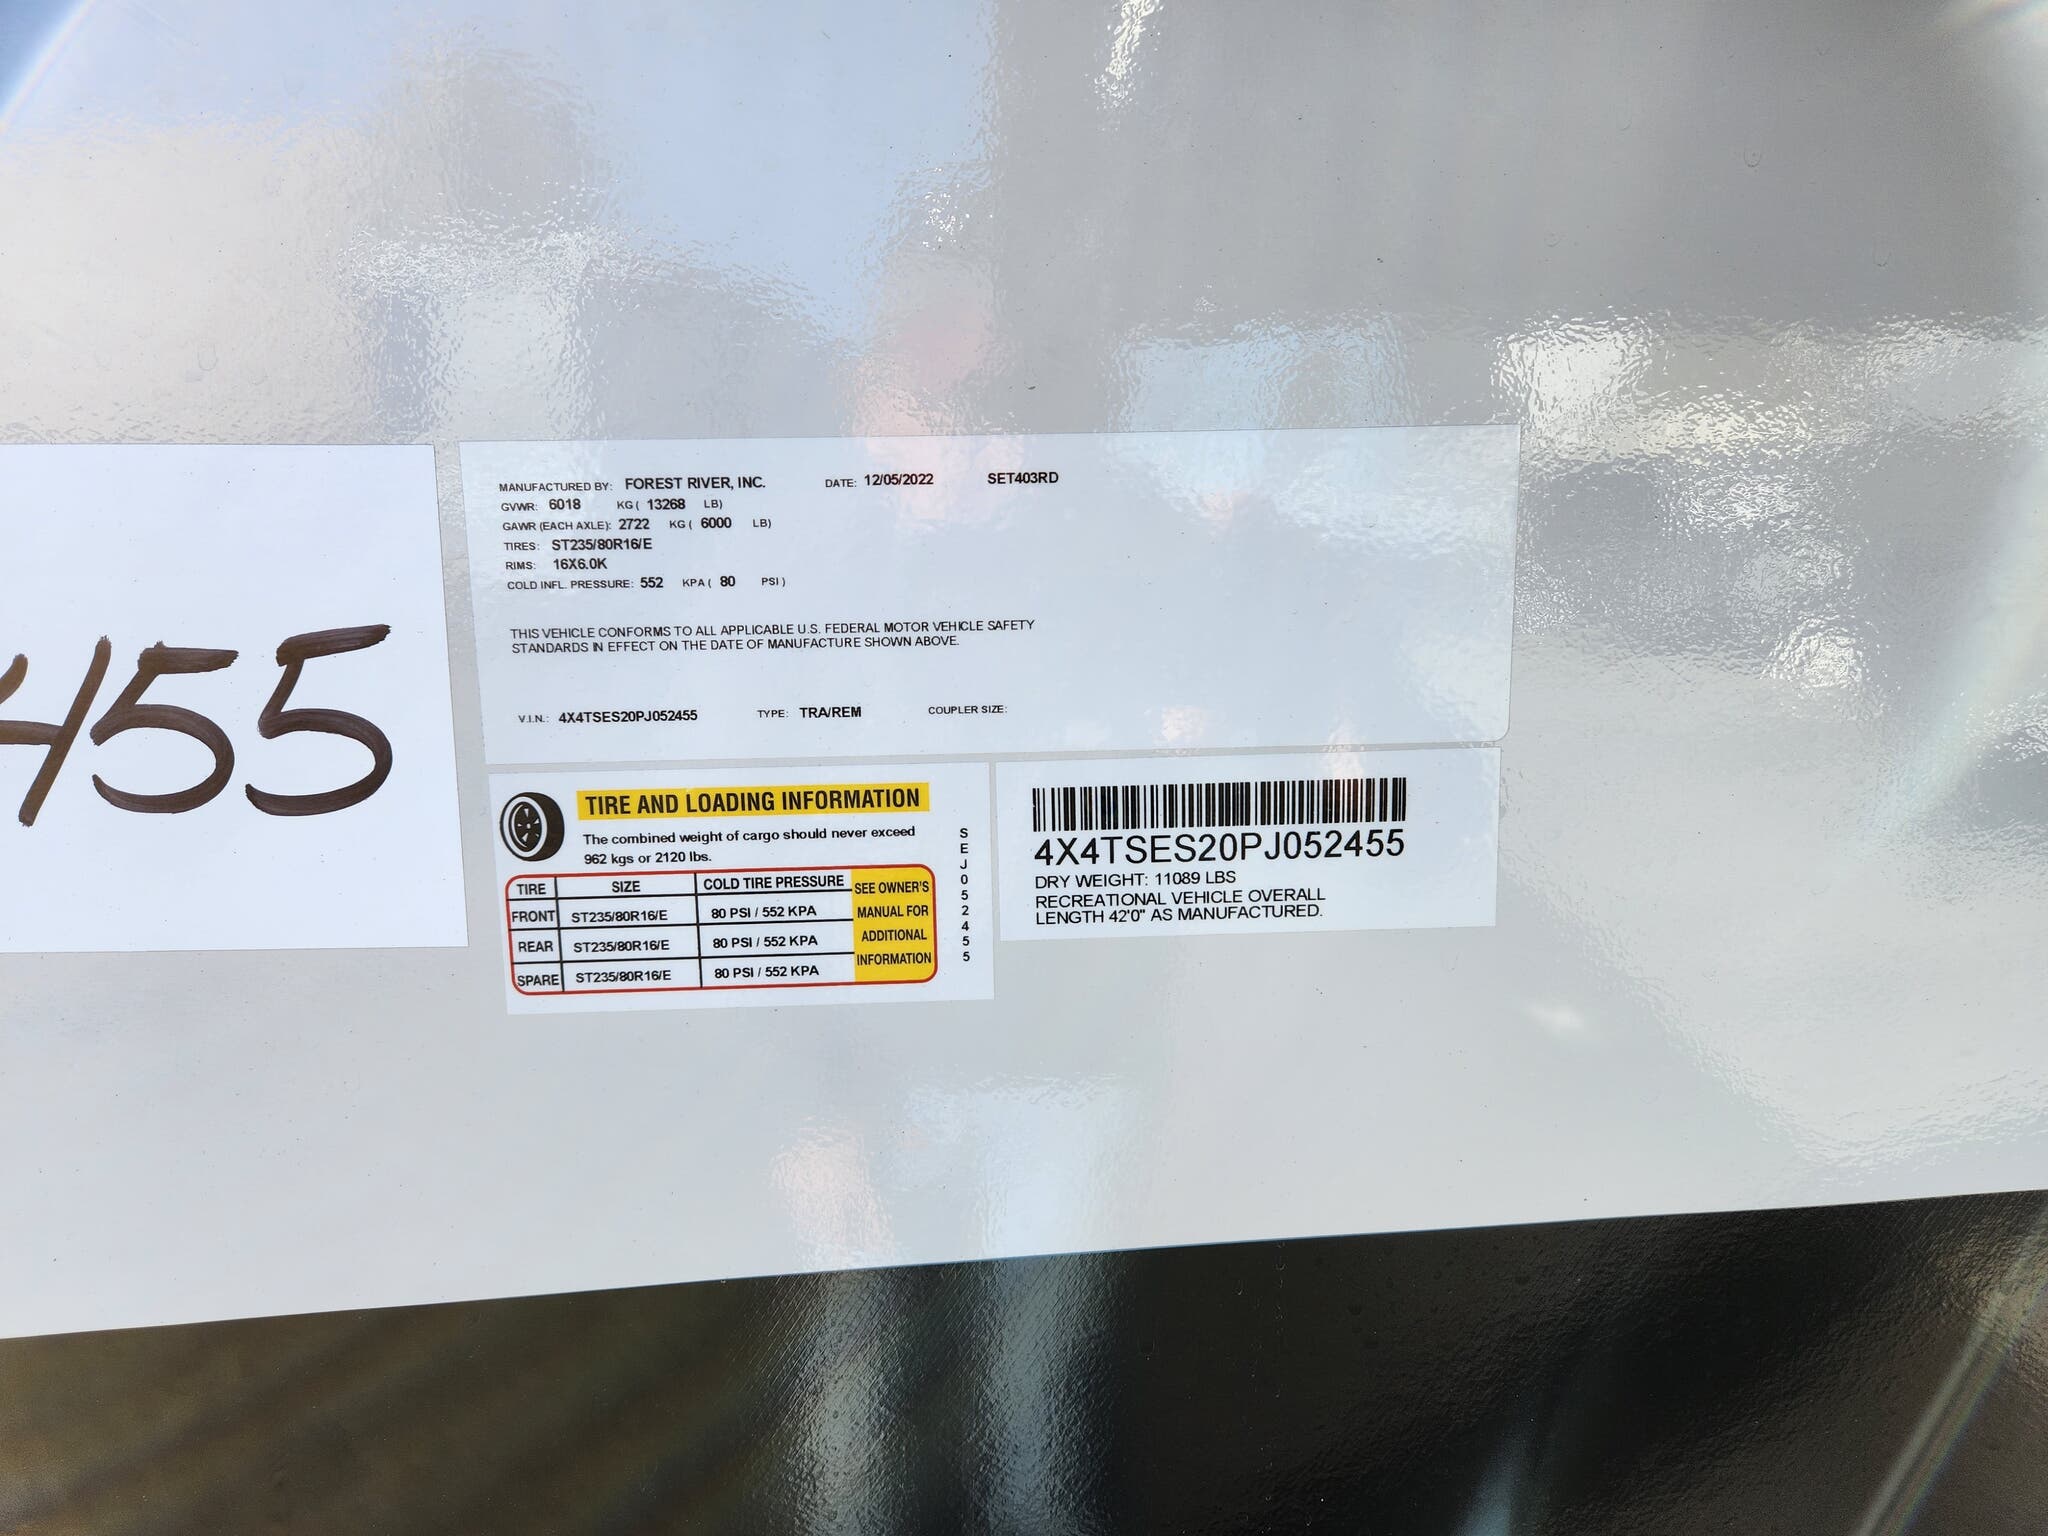 455
MANUFACTURED BY: FOREST RIVER, INC. DATE: 12/05/2022 SET403RD
GVWR: 6018 KG ( 13268 LB)
GAWR (EACH AXLE): 2722 KG ( 6000 LB)
TIRES: ST235/80R16/E
RIMS: 16X6.0K
COLD INFL. PRESSURE: 552 KPA ( 80 PSI )
THIS VEHICLE CONFORMS TO ALL APPLICABLE U.S. FEDERAL MOTOR VEHICLE SAFETY
STANDARDS IN EFFECT ON THE DATE OF MANUFACTURE SHOWN ABOVE.
V.I.N.: 4X4TSES20PJ052455 TYPE: TRA/REM COUPLER SIZE:
TIRE AND LOADING INFORMATION
The combined weight of cargo should never exceed
962 kgs or 2120 lbs.
TIRE SIZE COLD TIRE PRESSURE
FRONT ST235/80R16/E 80 PSI / 552 KPA
REAR ST235/80R16/E 80 PSI / 552 KPA
SPARE ST235/80R16/E 80 PSI / 552 KPA
SEE OWNER'S
MANUAL FOR
ADDITIONAL
INFORMATION
SEJ052455
4X4TSES20PJ052455
DRY WEIGHT: 11089 LBS
RECREATIONAL VEHICLE OVERALL
LENGTH 42'0" AS MANUFACTURED.